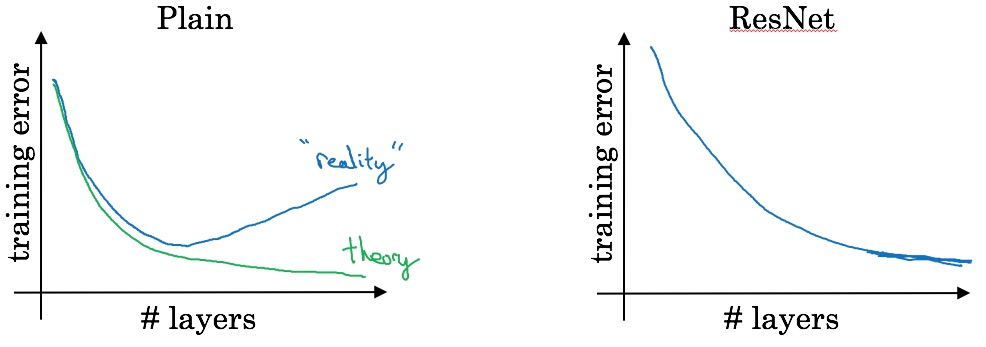 Plain
training error
"reality"
theory
# layers
ResNet
training error
# layers